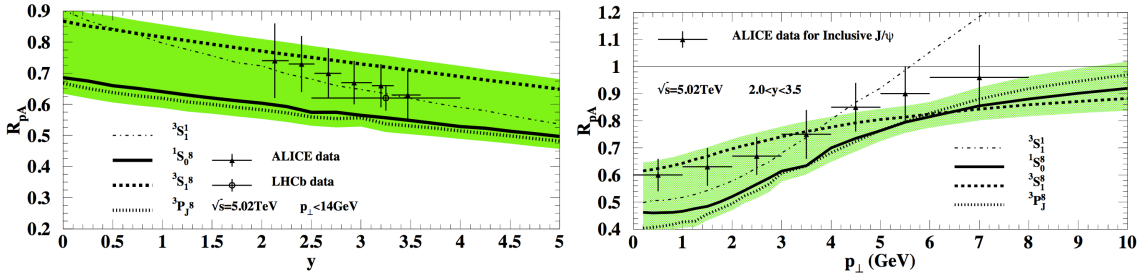 0.9
0.8
0.7
0.6
0.5
0.4
0.3
0.2
R_pA
³S₁¹
¹S₀⁸
³S₁⁸
³P_J⁸
ALICE data
LHCb data
√s=5.02TeV p⊥<14GeV
0 0.5 1 1.5 2 2.5 3 3.5 4 4.5 5
y
1.2
1.1
1
0.9
0.8
0.7
0.6
0.5
0.4
R_pA
ALICE data for Inclusive J/ψ
√s=5.02TeV 2.0<y<3.5
³S₁¹
¹S₀⁸
³S₁⁸
³P_J⁸
0 1 2 3 4 5 6 7 8 9 10
p⊥ (GeV)